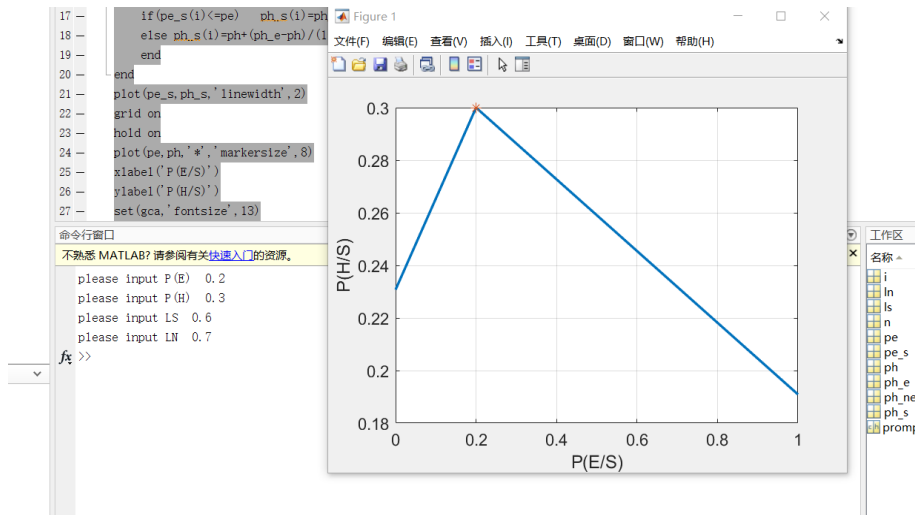 17 — if(pe_s(i)<=pe) ph_s(i)=ph
18 — else ph_s(i)=ph+(ph_e-ph)/(1
19 — end
20 — end
21 — plot(pe_s,ph_s,'linewidth',2)
22 — grid on
23 — hold on
24 — plot(pe,ph,'*','markersize',8)
25 — xlabel('P(E/S)')
26 — ylabel('P(H/S)')
27 — set(gca,'fontsize',13)
Figure 1
文件(F) 编辑(E) 查看(V) 插入(I) 工具(T) 桌面(D) 窗口(W) 帮助(H)
0.3
0.28
0.26
0.24
0.22
0.2
0.18
P(H/S)
0 0.2 0.4 0.6 0.8 1
P(E/S)
命令行窗口
不熟悉 MATLAB? 请参阅有关快速入门的资源。
please input P(E) 0.2
please input P(H) 0.3
please input LS 0.6
please input LN 0.7
fx >>
工作区
名称
i
ln
ls
n
pe
pe_s
ph
ph_e
ph_ne
ph_s
promp